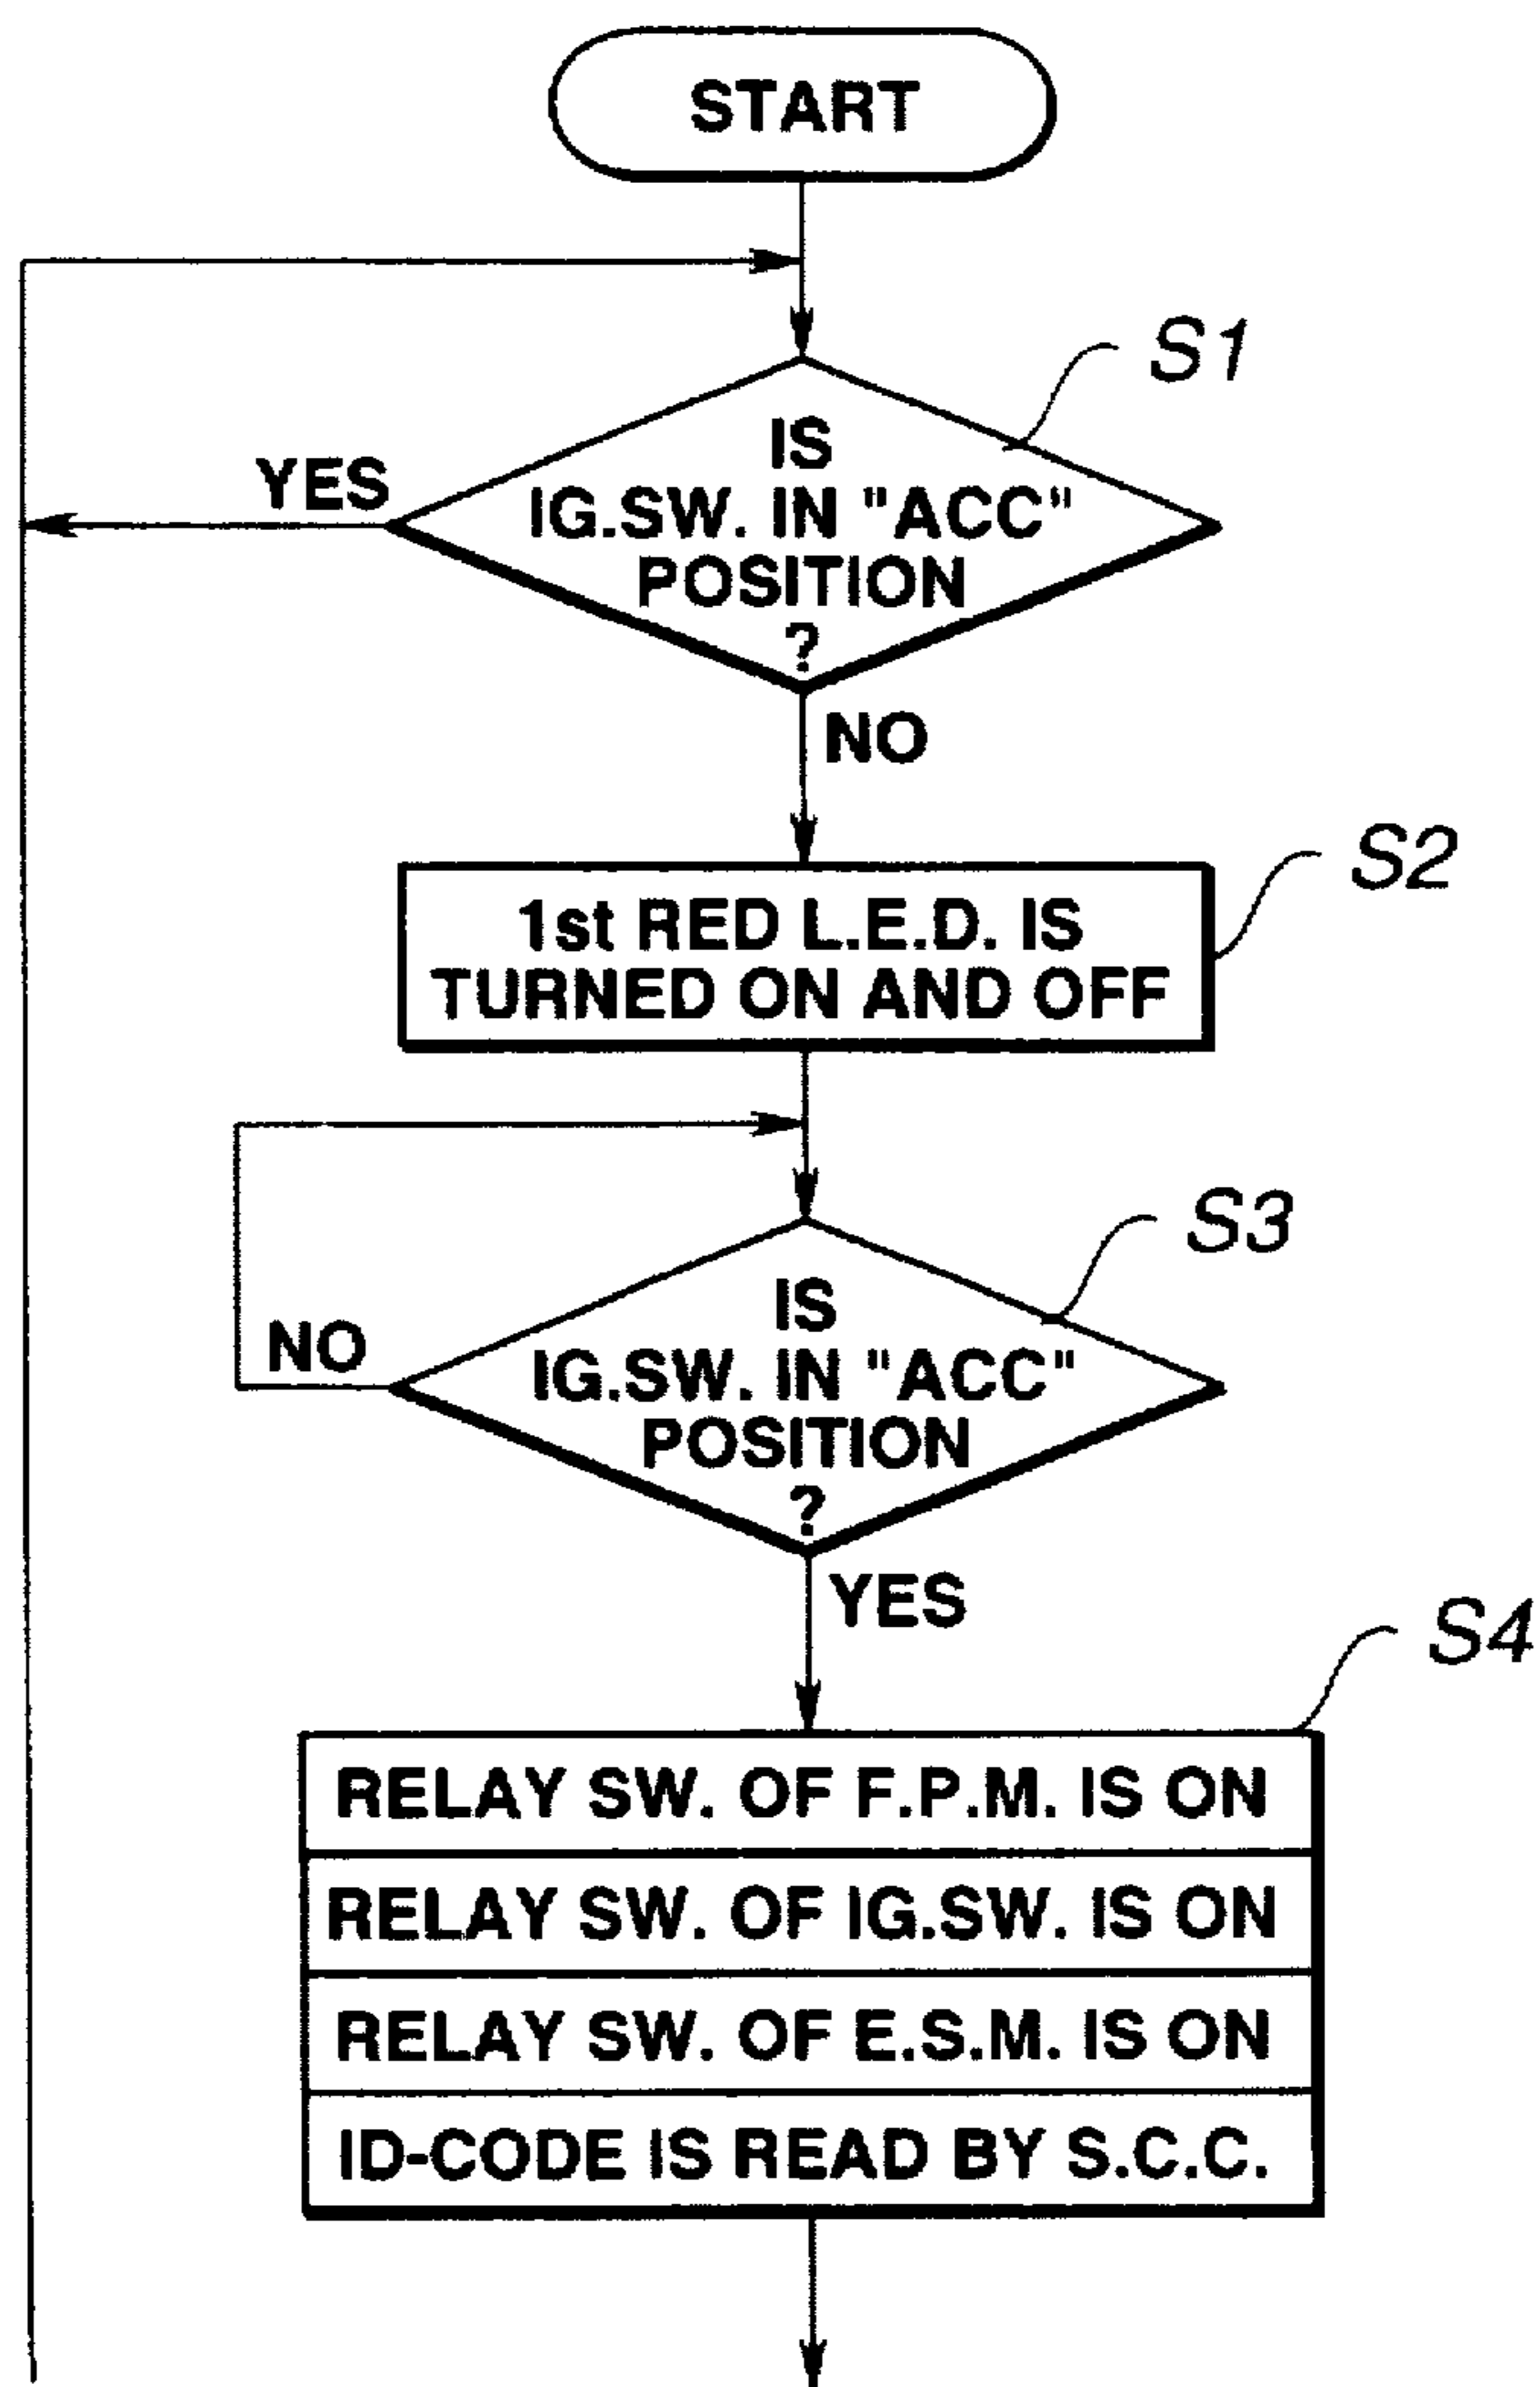 START
S1
IS
IG.SW. IN "ACC"
POSITION
?
YES
NO
S2
1st RED L.E.D. IS
TURNED ON AND OFF
S3
IS
IG.SW. IN "ACC"
POSITION
?
NO
YES
S4
RELAY SW. OF F.P.M. IS ON
RELAY SW. OF IG.SW. IS ON
RELAY SW. OF E.S.M. IS ON
ID-CODE IS READ BY S.C.C.